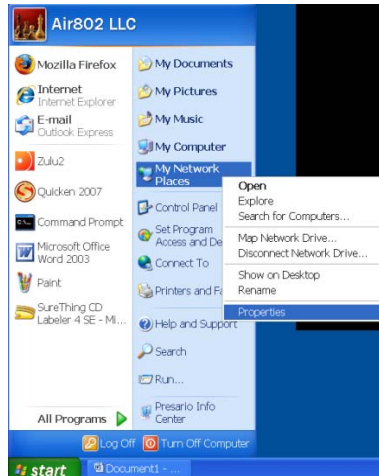 Air802 LLC
Mozilla Firefox
Internet
Internet Explorer
E-mail
Outlook Express
Zulu2
Quicken 2007
Command Prompt
Microsoft Office
Word 2003
Paint
SureThing CD
Labeler 4 SE - Mi...
All Programs
My Documents
My Pictures
My Music
My Computer
My Network
Places
Control Panel
Set Program
Access and De
Connect To
Printers and Fa
Help and Support
Search
Run...
Presario Info
Center
Open
Explore
Search for Computers...
Map Network Drive...
Disconnect Network Drive...
Show on Desktop
Rename
Properties
Log Off
Turn Off Computer
start
Document1 - ...